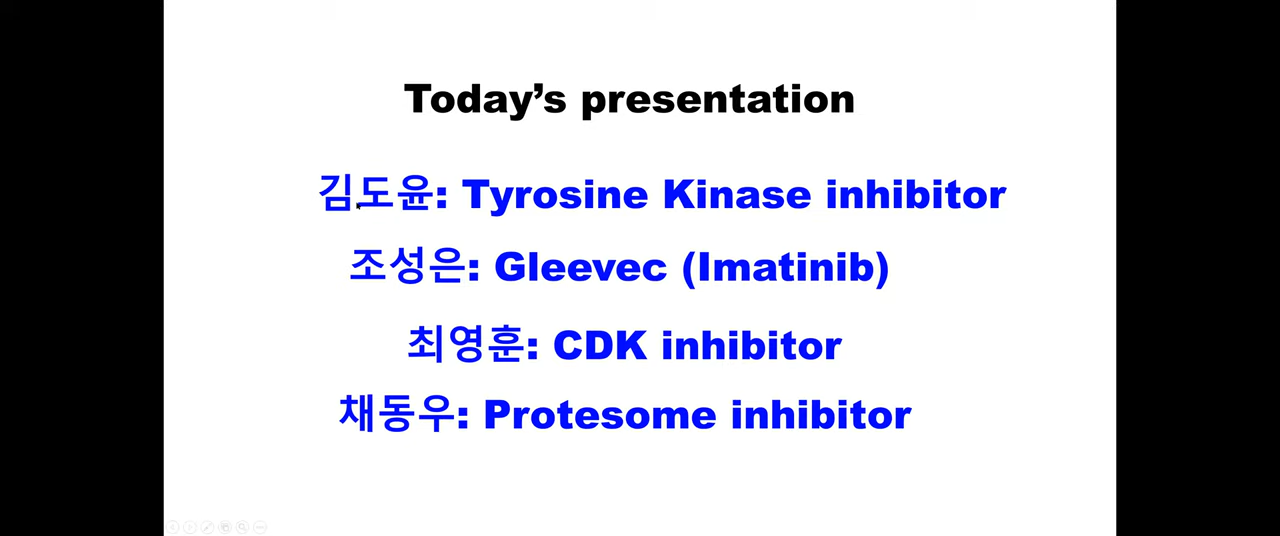 Today’s presentation
김도윤: Tyrosine Kinase inhibitor
조성은: Gleevec (Imatinib)
최영훈: CDK inhibitor
채동우: Protesome inhibitor